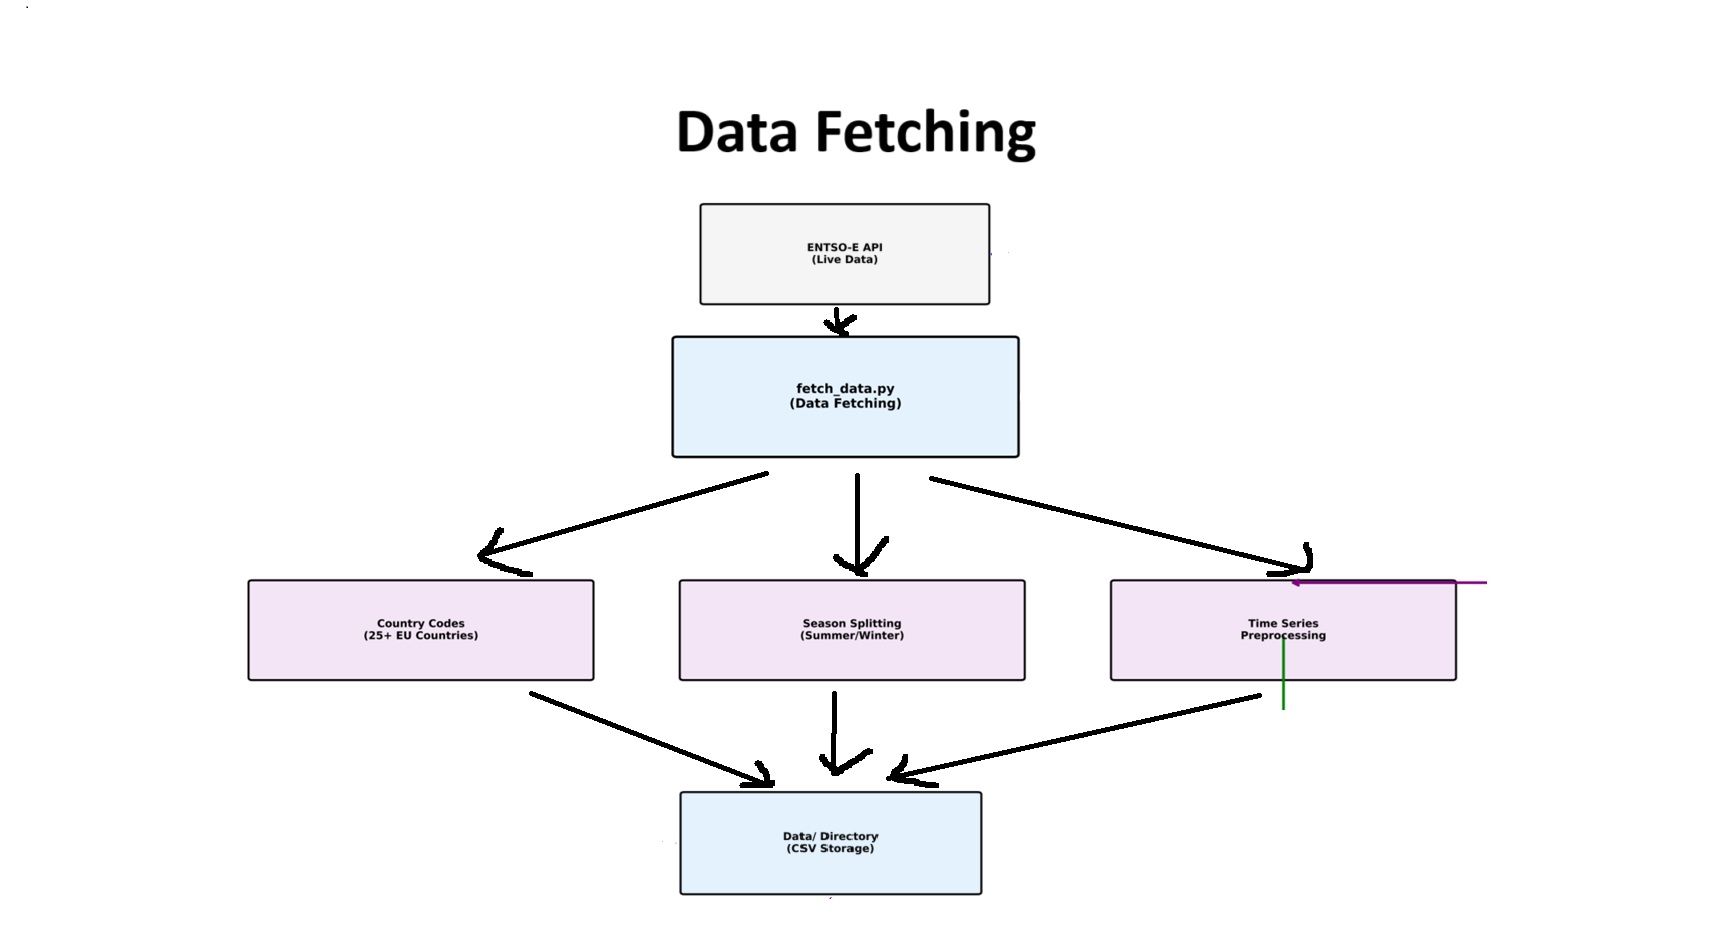 Data Fetching
ENTSO-E API
(Live Data)
fetch_data.py
(Data Fetching)
Country Codes
(25+ EU Countries)
Season Splitting
(Summer/Winter)
Time Series
Preprocessing
Data/ Directory
(CSV Storage)